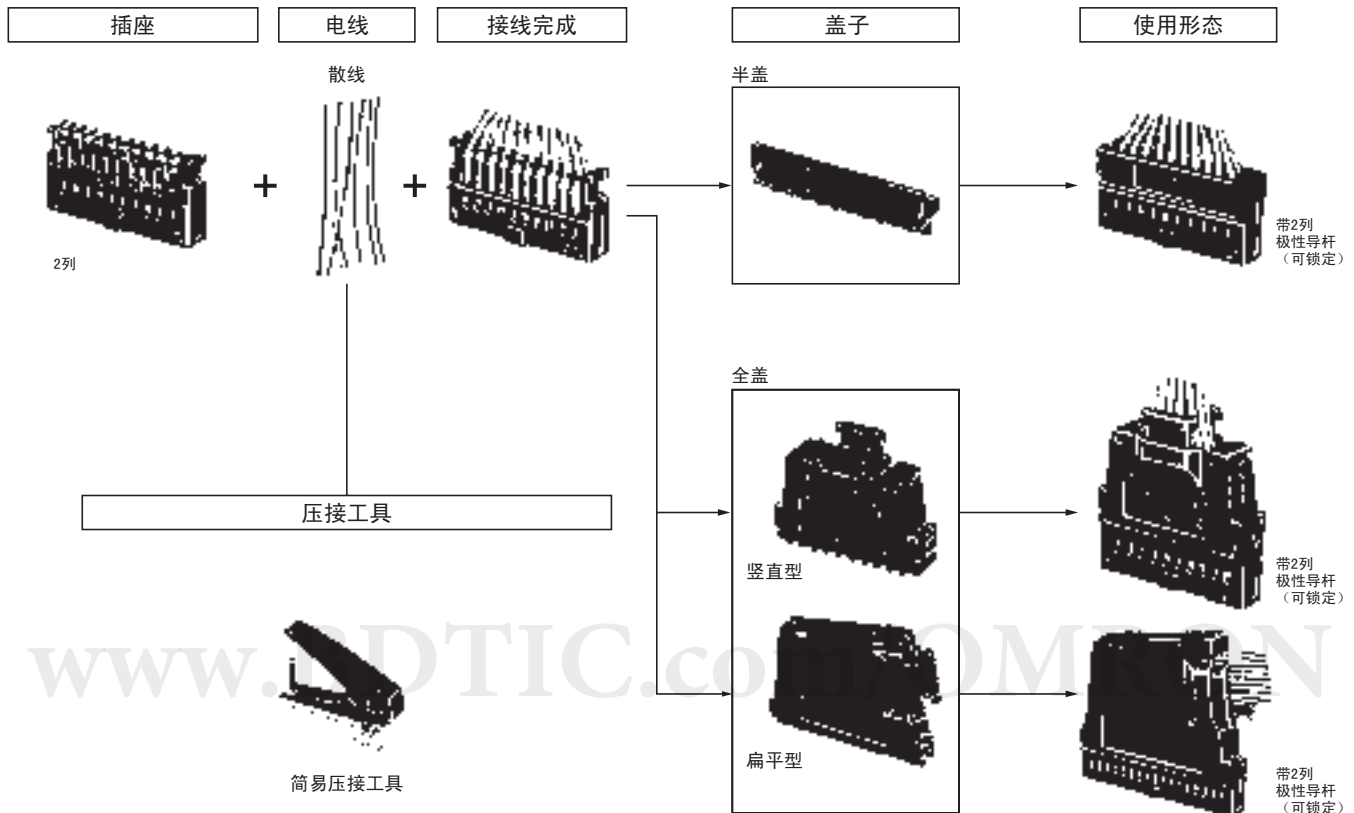 插座
电线
接线完成
盖子
使用形态
散线
半盖
+
+
2列
带2列
极性导杆
（可锁定）
全盖
压接工具
竖直型
带2列
极性导杆
（可锁定）
www.BDTIC.com/OMRON
简易压接工具
扁平型
带2列
极性导杆
（可锁定）